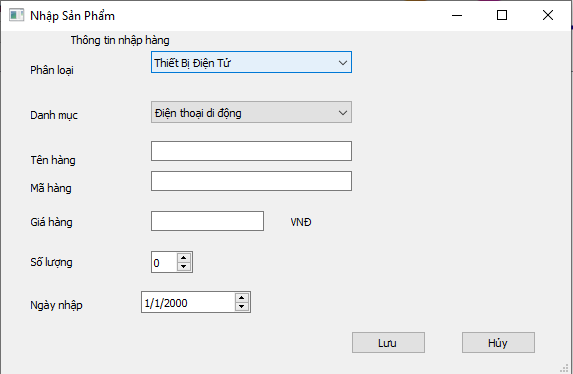 Nhập Sản Phẩm
Thông tin nhập hàng
Phân loại
Thiết Bị Điện Tử
Danh mục
Điện thoại di động
Tên hàng
Mã hàng
Giá hàng
VNĐ
Số lượng
0
Ngày nhập
1/1/2000
Lưu
Hủy